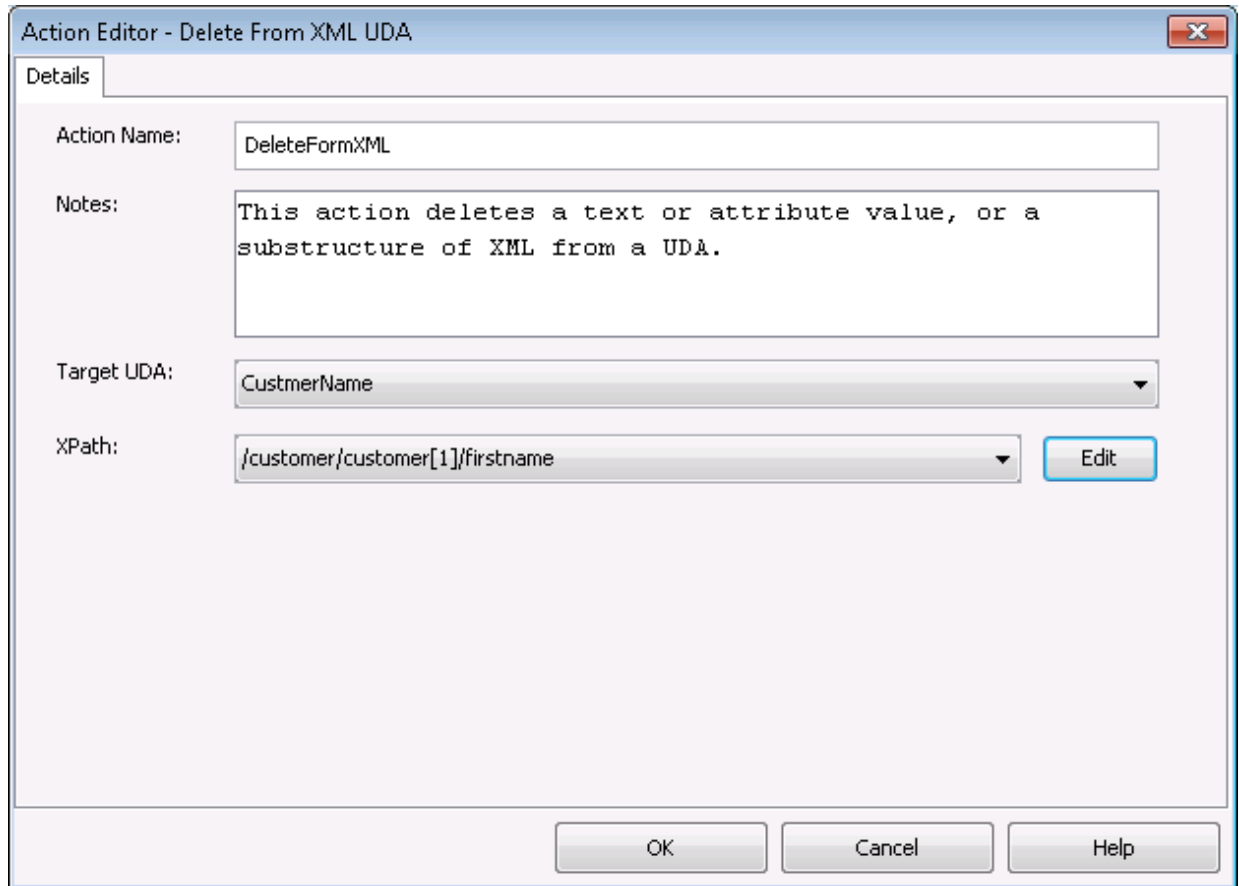 Action Editor - Delete From XML UDA
Details
Action Name:
DeleteFormXML
Notes:
This action deletes a text or attribute value, or a
substructure of XML from a UDA.
Target UDA:
CustmerName
XPath:
/customer/customer[1]/firstname
Edit
OK
Cancel
Help